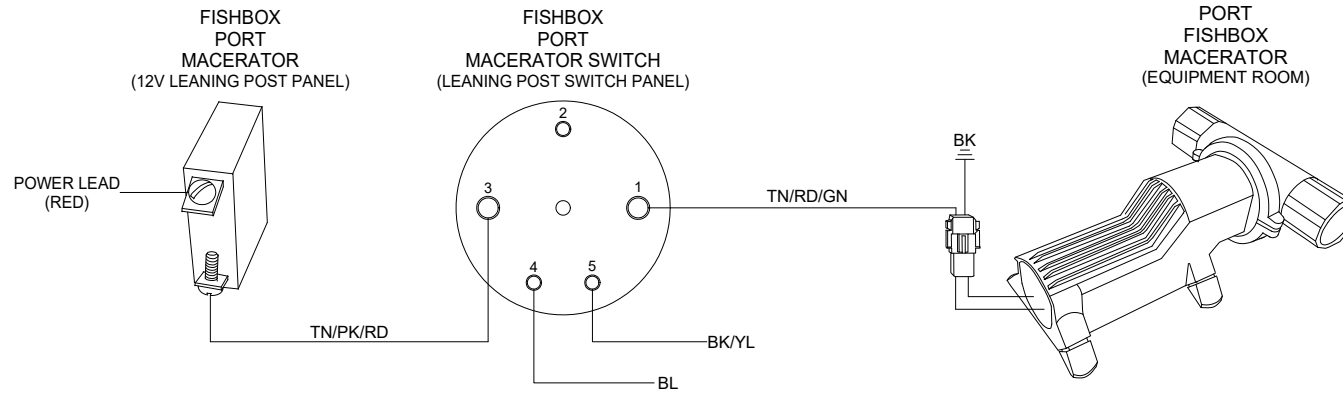 FISHBOX
PORT
MACERATOR
(12V LEANING POST PANEL)
FISHBOX
PORT
MACERATOR SWITCH
(LEANING POST SWITCH PANEL)
PORT
FISHBOX
MACERATOR
(EQUIPMENT ROOM)
POWER LEAD
(RED)
2
3
1
4
5
TN/RD/GN
BK
TN/PK/RD
BK/YL
BL